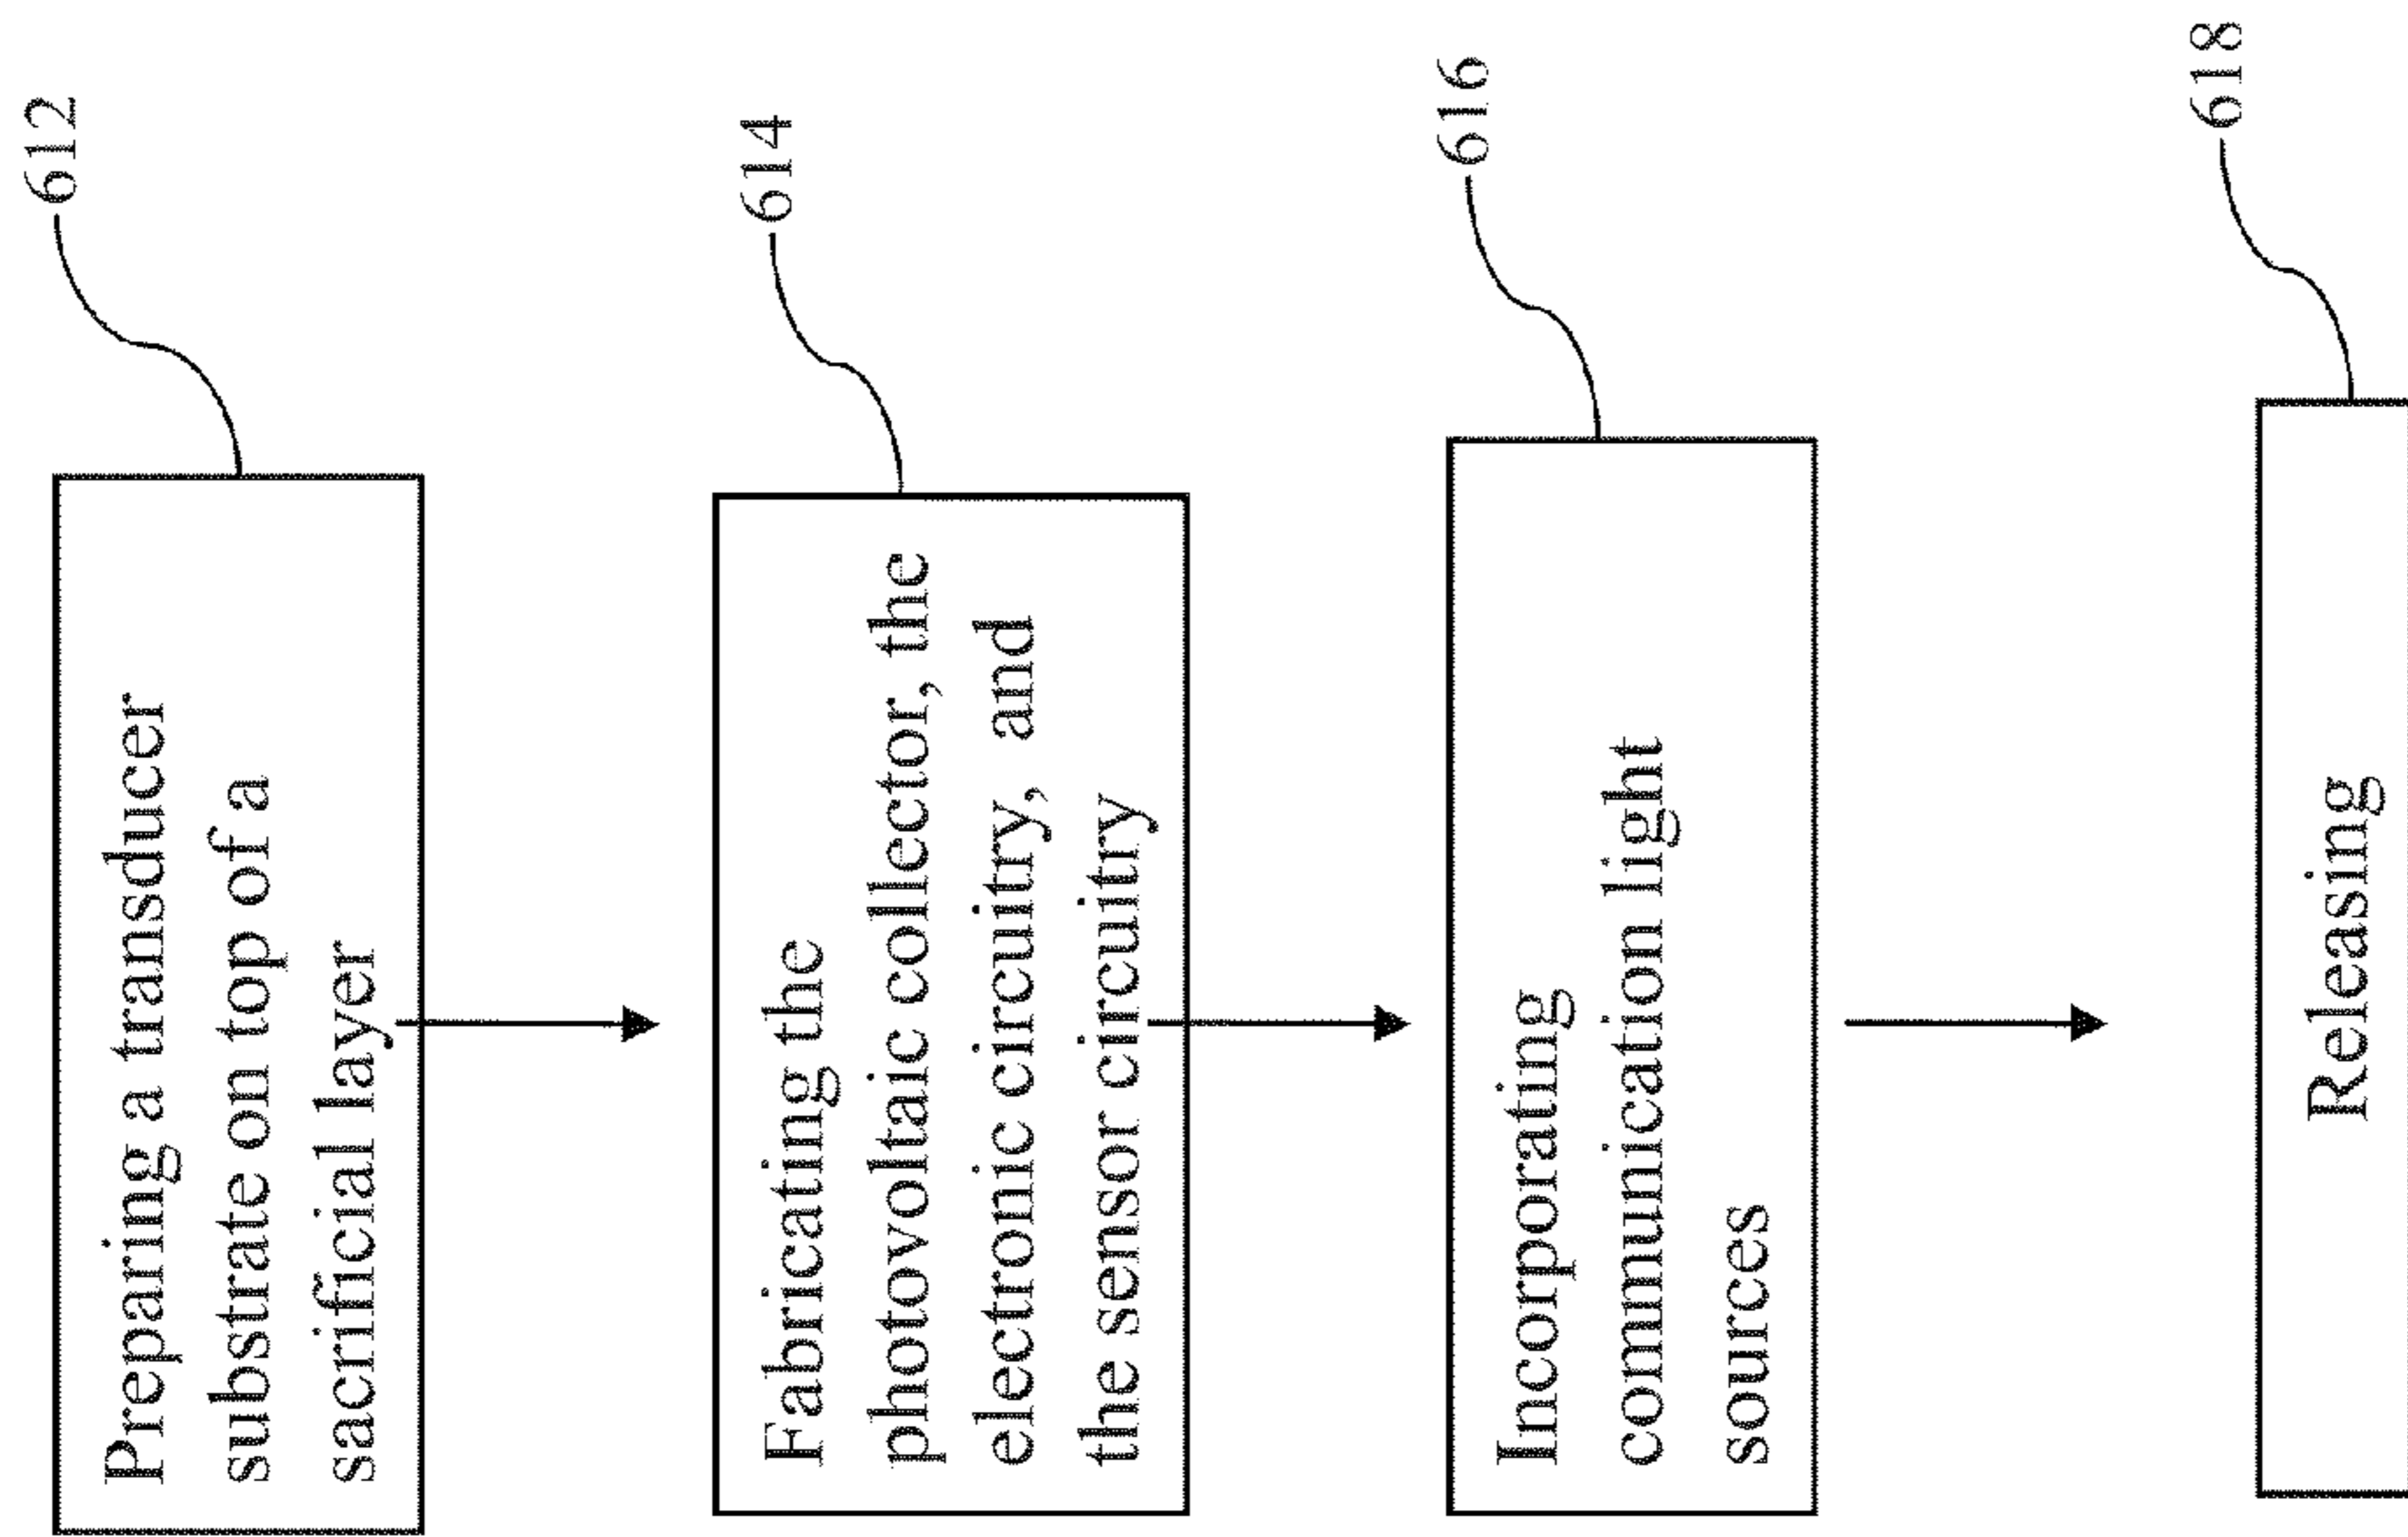 612
Preparing a transducer
substrate on top of a
sacrificial layer
614
Fabricating the
photovoltaic collector, the
electronic circuitry, and
the sensor circuitry
616
Incorporating
communication light
sources
618
Releasing